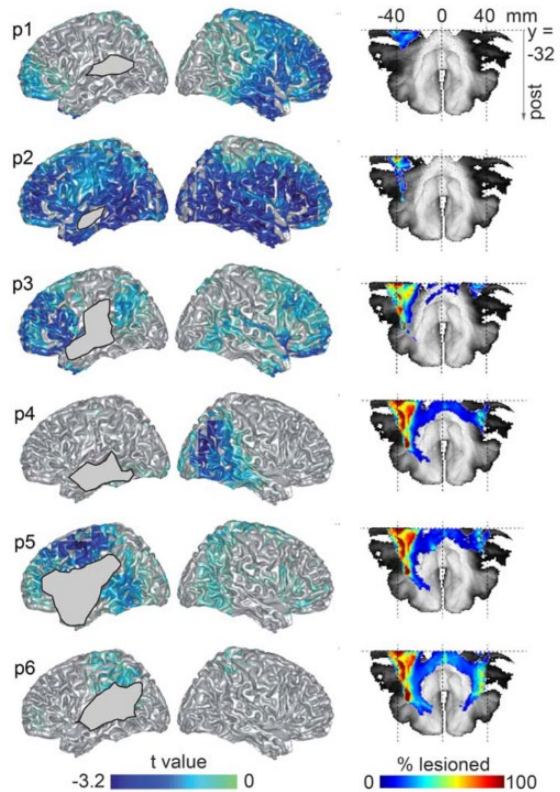 -40 0 40 mm
p1
y =
-32
post
p2
p3
p4
p5
p6
t value
% lesioned
-3.2 0
0 100